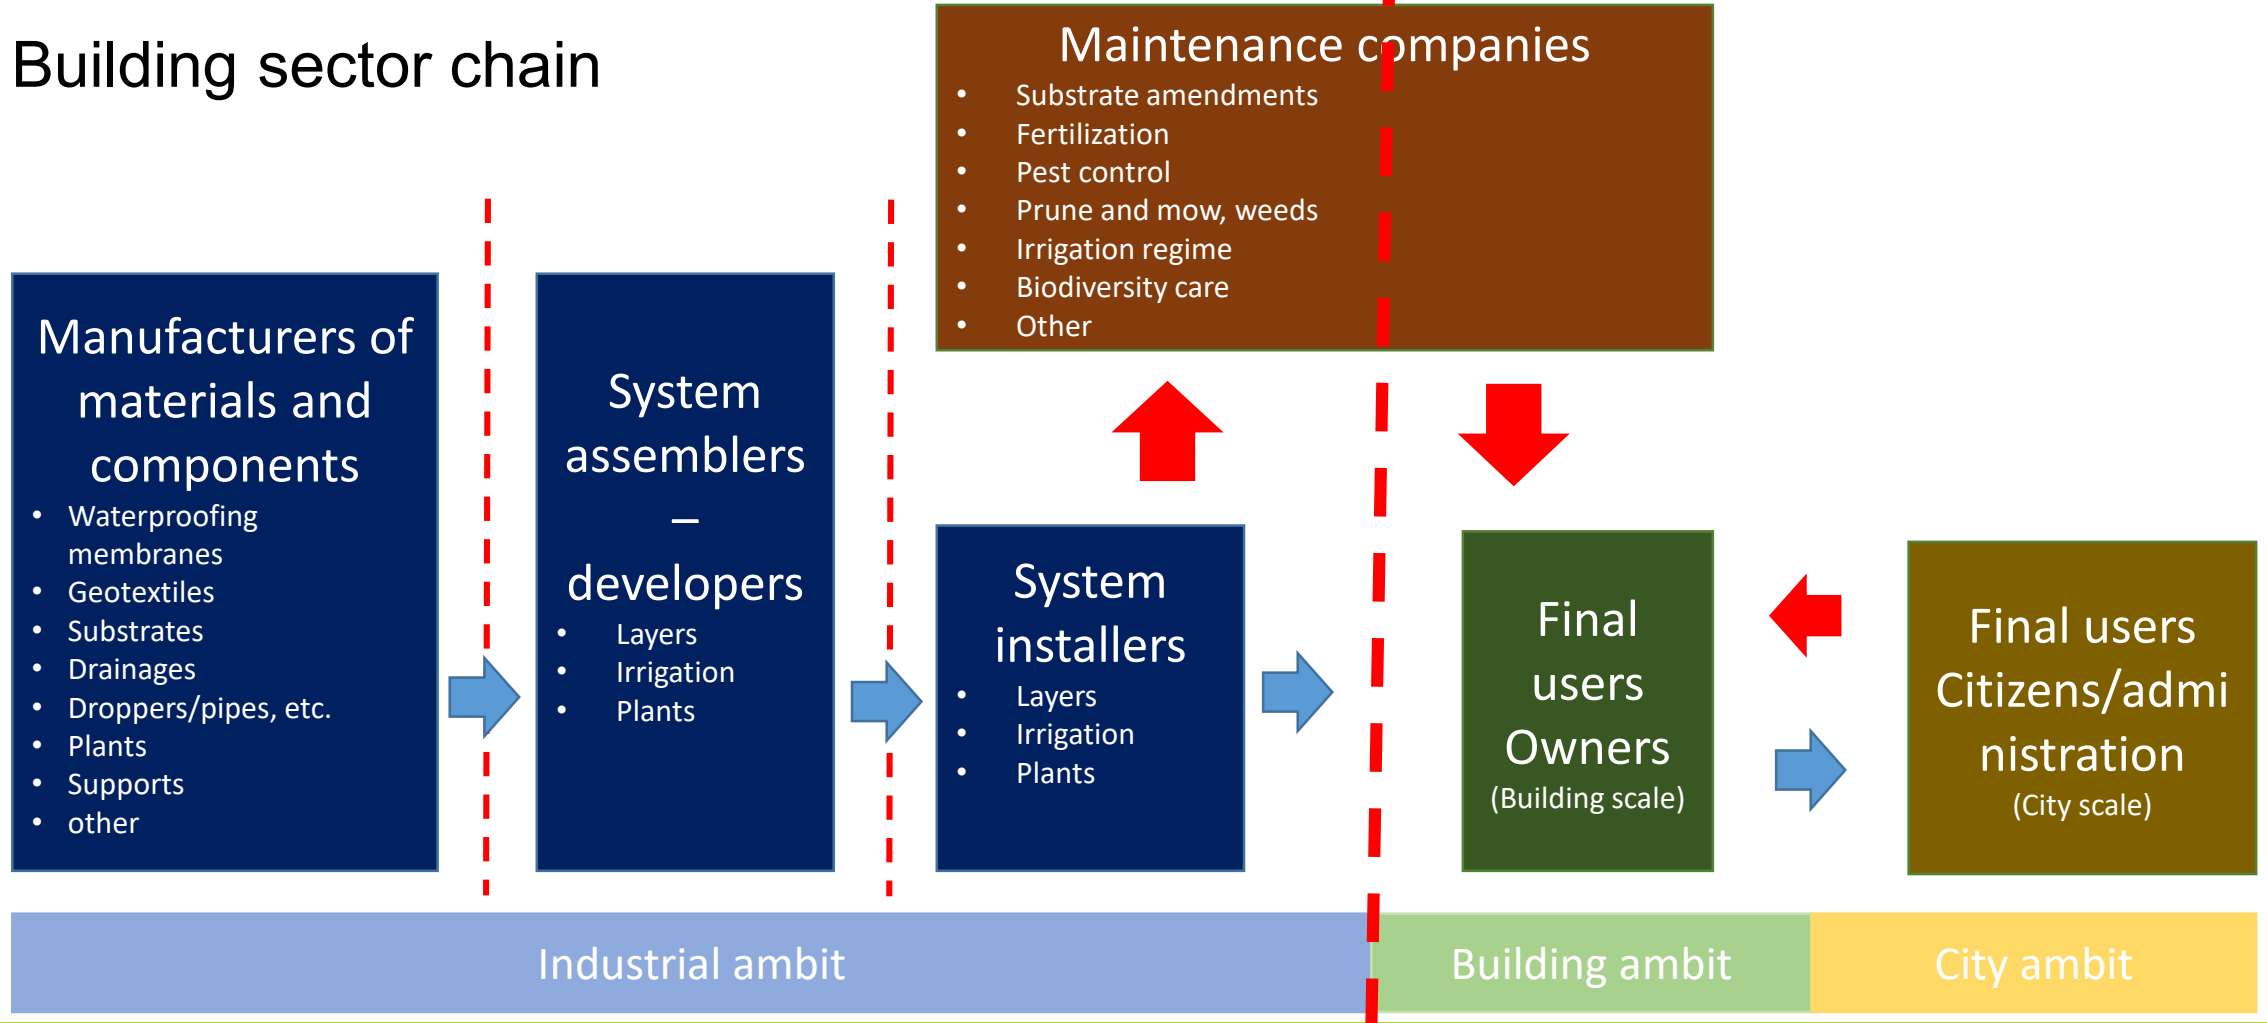 Building sector chain
Maintenance companies
• Substrate amendments
• Fertilization
• Pest control
• Prune and mow, weeds
• Irrigation regime
• Biodiversity care
• Other
Manufacturers of
materials and
components
• Waterproofing
membranes
• Geotextiles
• Substrates
• Drainages
• Droppers/pipes, etc.
• Plants
• Supports
• other
System
assemblers
–
developers
• Layers
• Irrigation
• Plants
System
installers
• Layers
• Irrigation
• Plants
Final
users
Owners
(Building scale)
Final users
Citizens/admi
nistration
(City scale)
Industrial ambit
Building ambit
City ambit